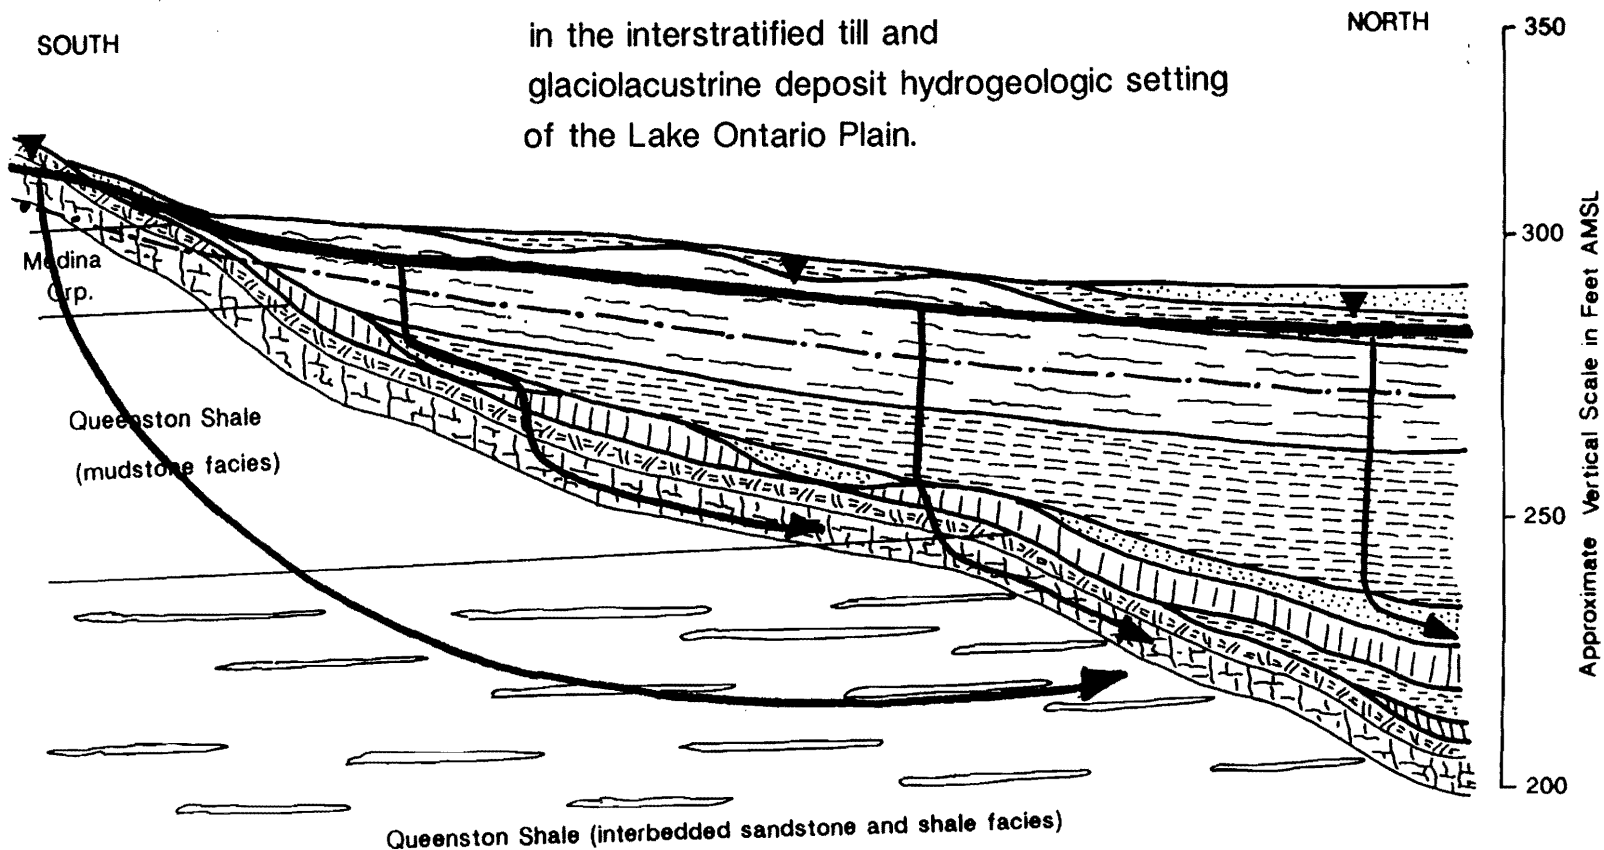 SOUTH
in the interstratified till and
glaciolacustrine deposit hydrogeologic setting
of the Lake Ontario Plain.
NORTH
350
300
250
200
Approximate Vertical Scale in Feet AMSL
Medina
Grp.
Queenston Shale
(mudstone facies)
Queenston Shale (interbedded sandstone and shale facies)